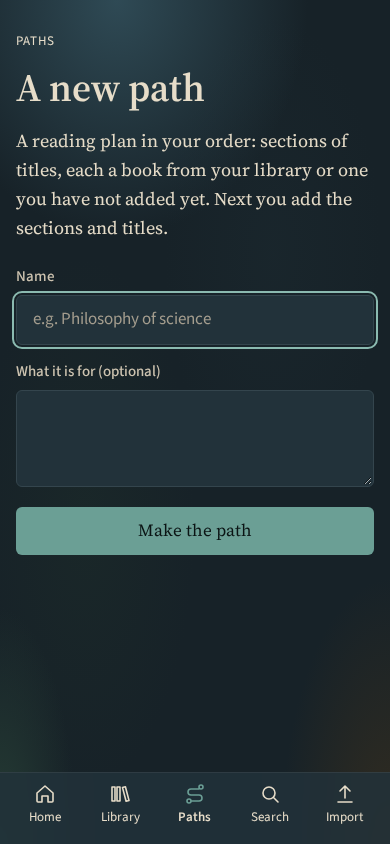 PATHS
A new path
A reading plan in your order: sections of
titles, each a book from your library or one
you have not added yet. Next you add the
sections and titles.
Name
e.g. Philosophy of science
What it is for (optional)
Make the path
Home
Library
Paths
Search
Import